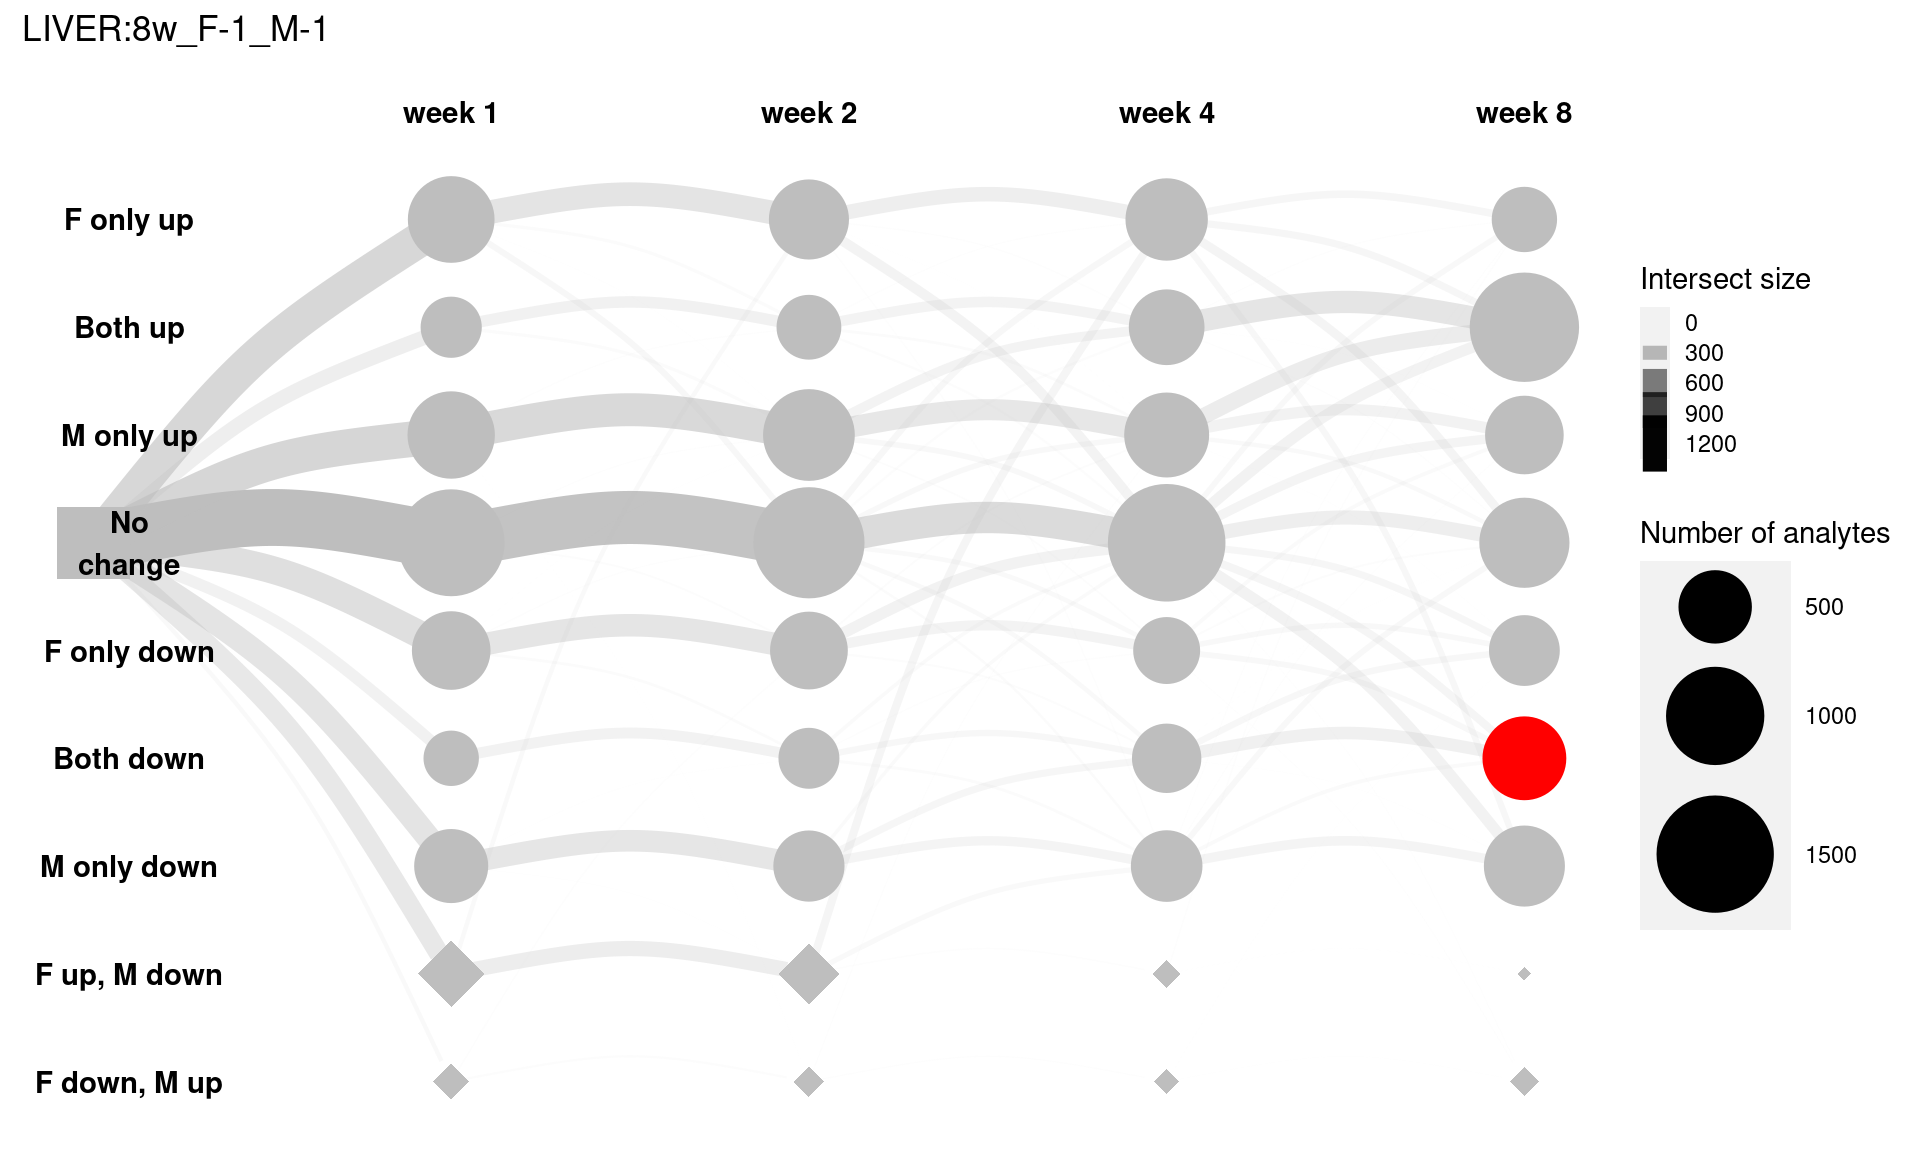 LIVER:8w_F-1_M-1
week 1
week 2
week 4
week 8
F only up
Both up
M only up
No
change
F only down
Both down
M only down
F up, M down
F down, M up
Intersect size
0
300
600
900
1200
Number of analytes
500
1000
1500